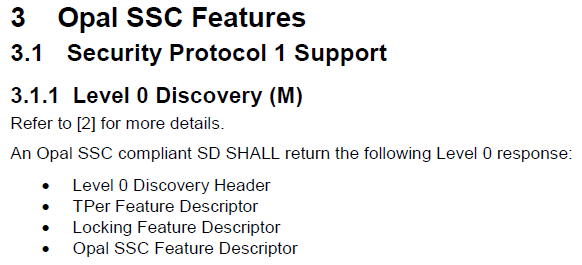 3 Opal SSC Features
3.1 Security Protocol 1 Support
3.1.1 Level 0 Discovery (M)
Refer to [2] for more details.
An Opal SSC compliant SD SHALL return the following Level 0 response:
• Level 0 Discovery Header
• TPer Feature Descriptor
• Locking Feature Descriptor
• Opal SSC Feature Descriptor